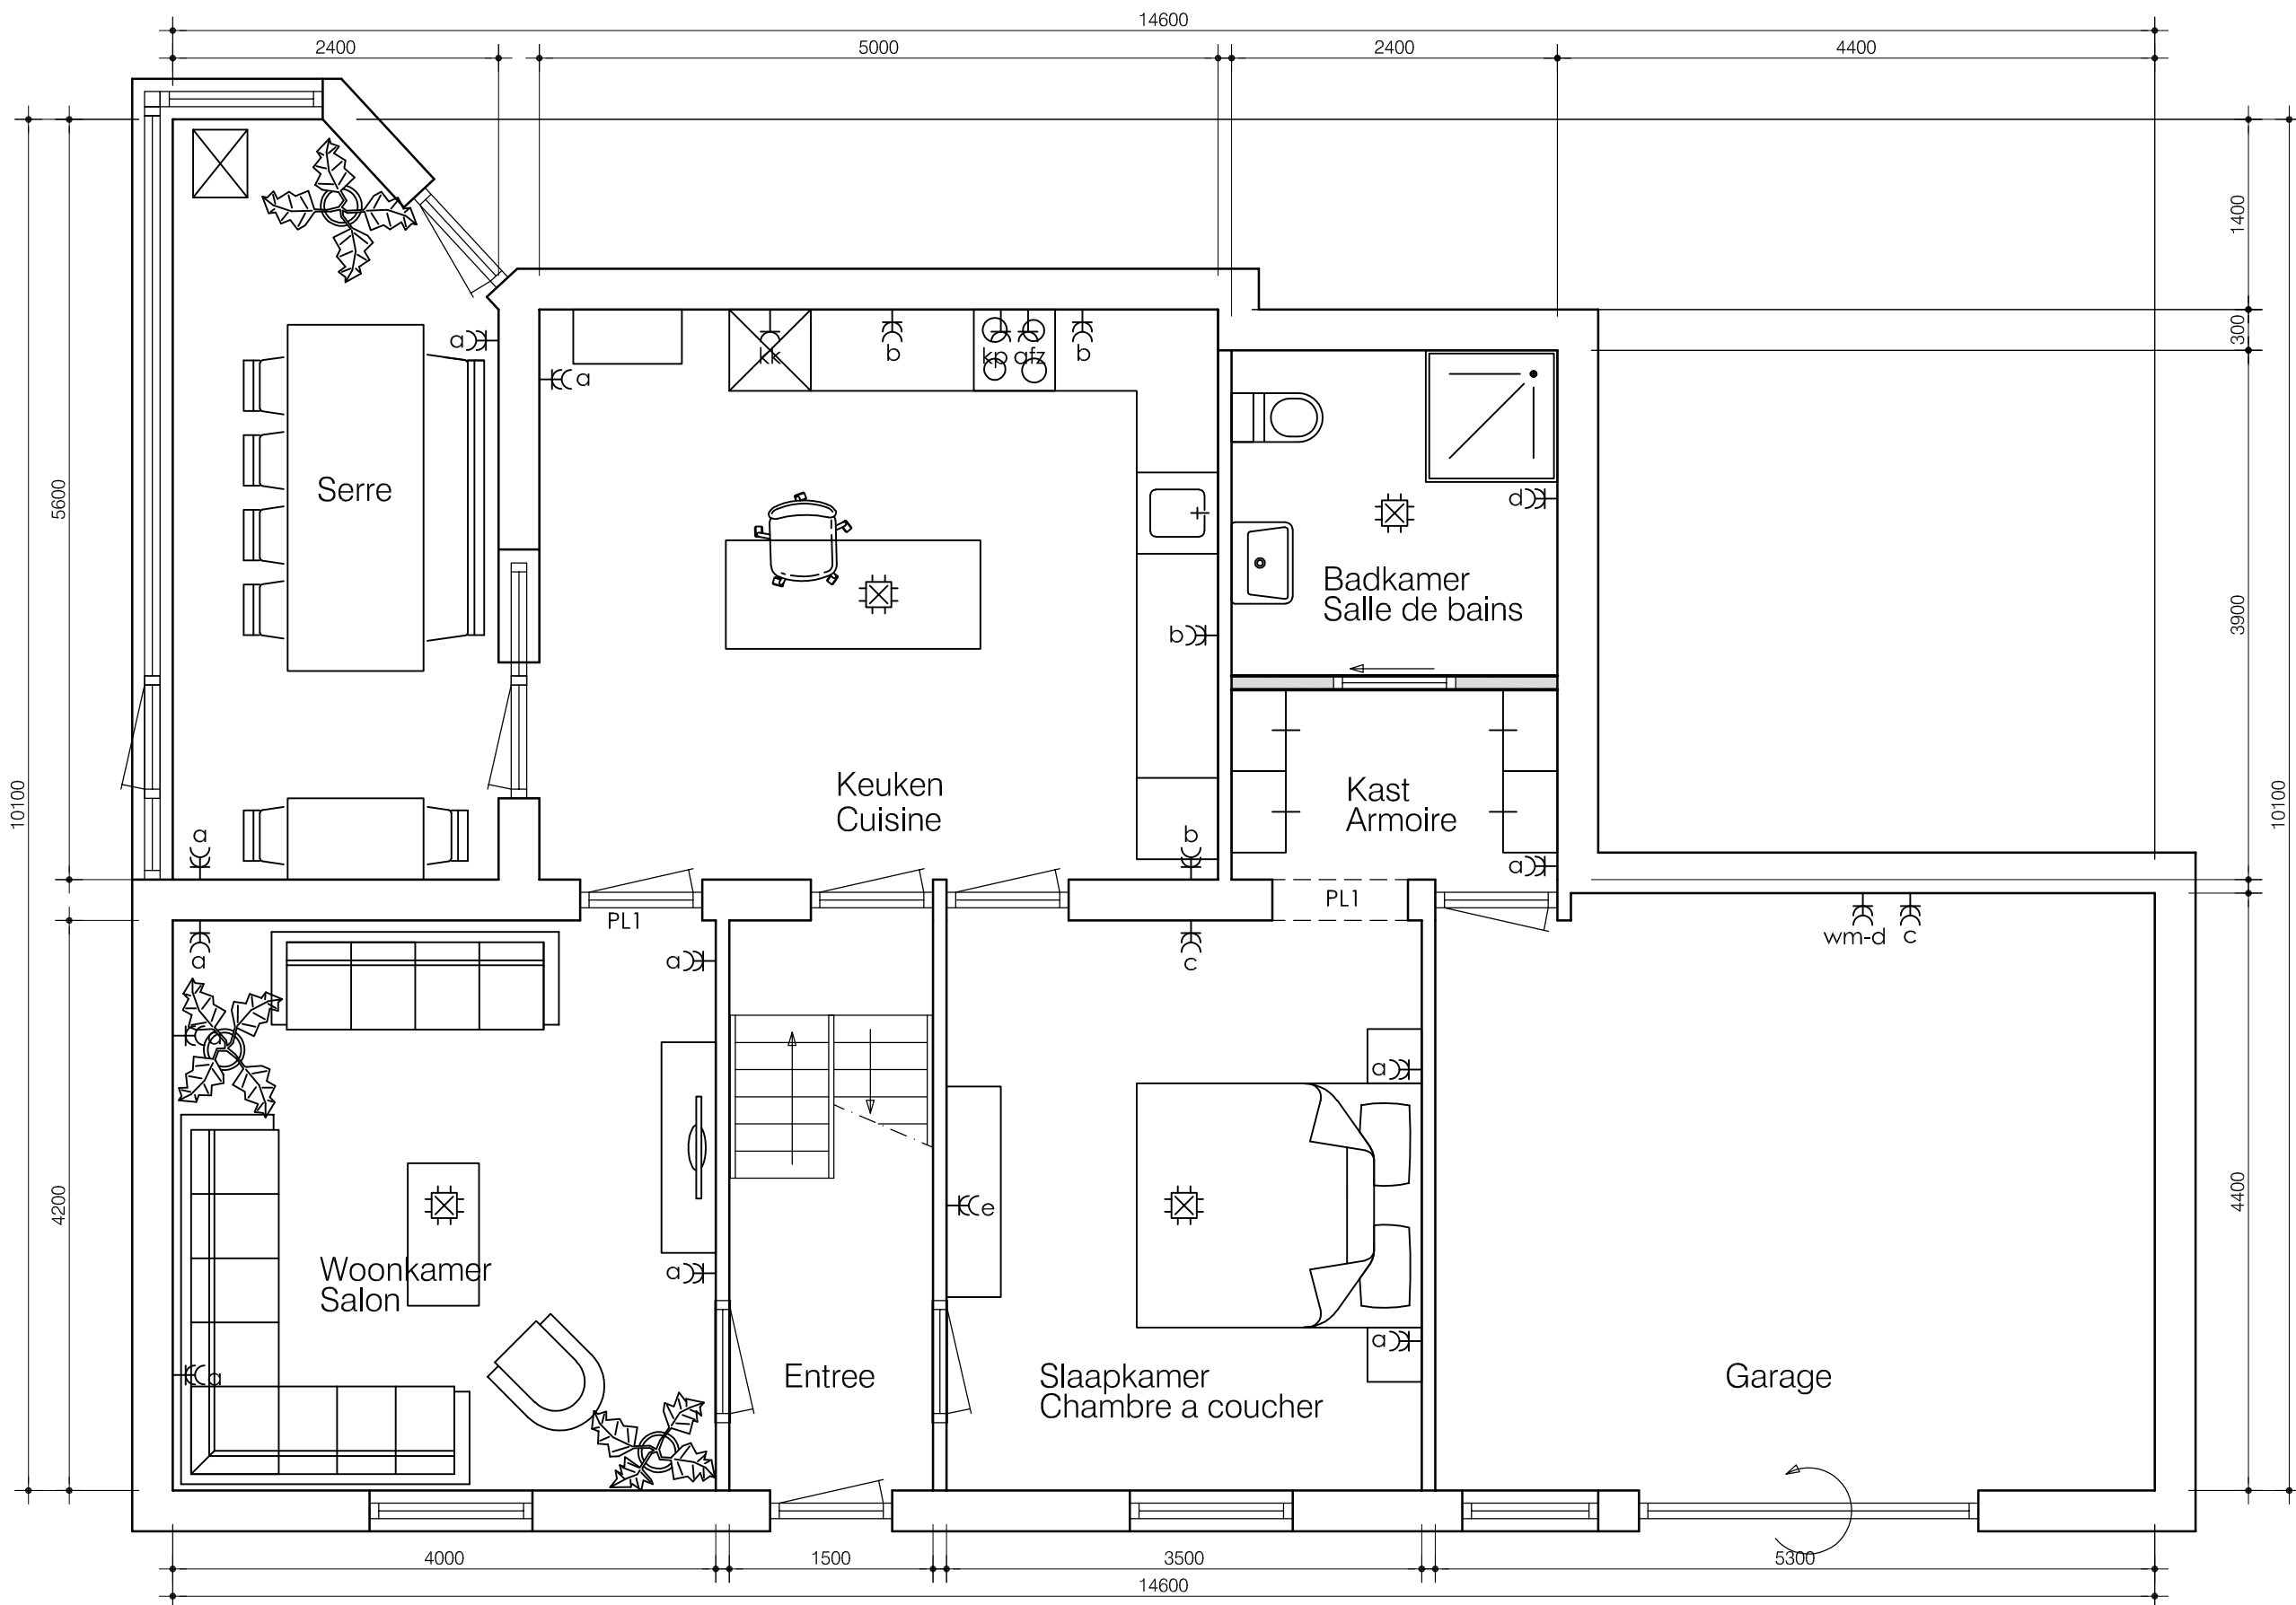 14600
2400
5000
2400
4400
1400
300
a
kk
b
kp
afz
b
a
Serre
5600
d
Badkamer
Salle de bains
3900
b
10100
Keuken
Cuisine
Kast
Armoire
10100
a
b
a
PL1
PL1
wm-d
c
a
a
c
a
a
4200
e
4400
Woonkamer
Salon
a
a
a
Entree
Slaapkamer
Chambre a coucher
Garage
4000
1500
3500
5300
14600